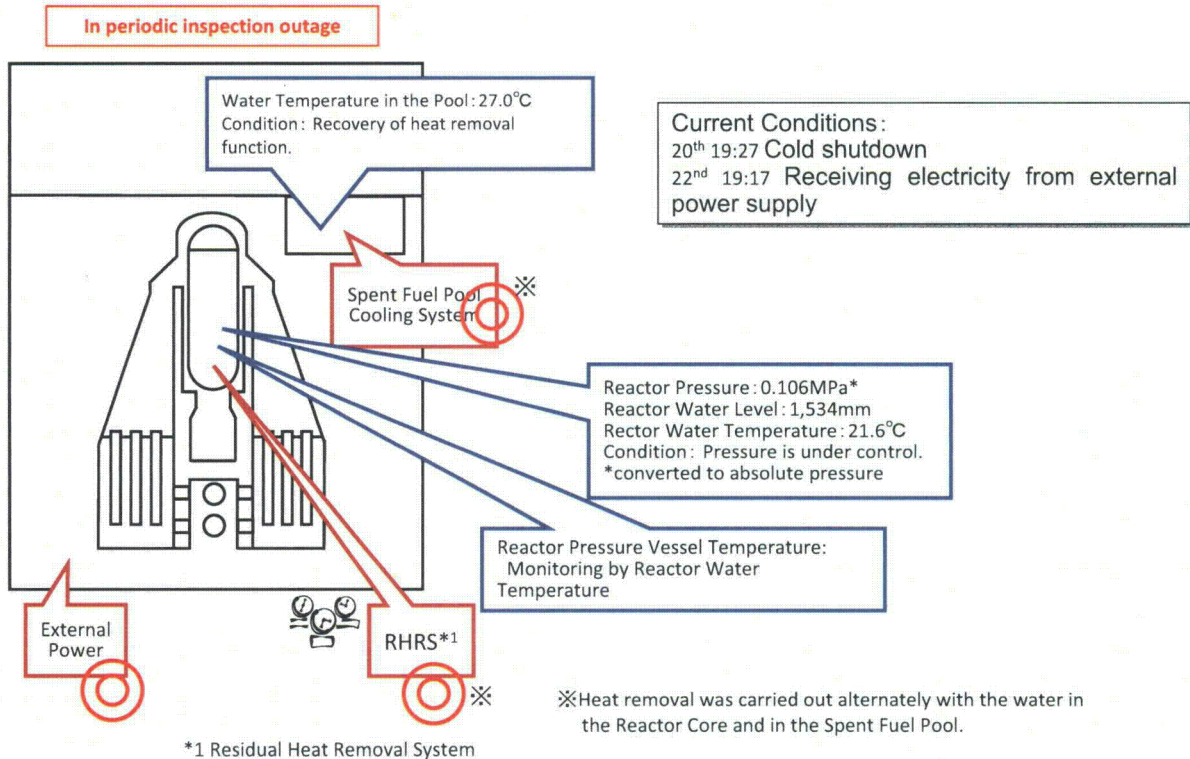 In periodic inspection outage
Water Temperature in the Pool: 27.0℃
Condition: Recovery of heat removal
function.
Current Conditions:
20th 19:27 Cold shutdown
22nd 19:17 Receiving electricity from external
power supply
Spent Fuel Pool
Cooling System
※
Reactor Pressure: 0.106MPa*
Reactor Water Level: 1,534mm
Rector Water Temperature: 21.6℃
Condition: Pressure is under control.
*converted to absolute pressure
Reactor Pressure Vessel Temperature:
Monitoring by Reactor Water
Temperature
External
Power
RHRS*1
※
※Heat removal was carried out alternately with the water in
the Reactor Core and in the Spent Fuel Pool.
*1 Residual Heat Removal System